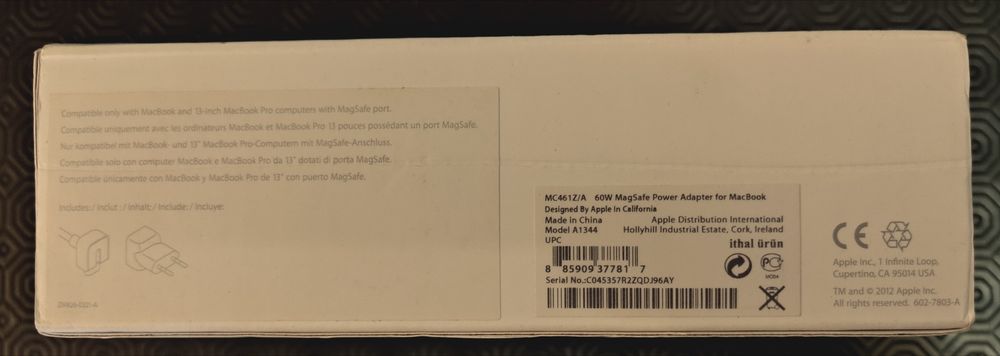 Compatible only with MacBook and 13-inch MacBook Pro computers with MagSafe port.
Compatible uniquement avec les ordinateurs MacBook et MacBook Pro 13 pouces possédant un port MagSafe.
Nur kompatibel mit MacBook- und 13" MacBook Pro-Computern mit MagSafe-Anschluss.
Compatibile solo con computer MacBook e MacBook Pro da 13" dotati di porta MagSafe.
Compatible únicamente con MacBook y MacBook Pro de 13" con puerto MagSafe.
Includes: / Inclut : / Inhalt: / Include: / Incluye:
MC461Z/A 60W MagSafe Power Adapter for MacBook
Designed By Apple In California
Made in China Apple Distribution International
Model A1344 Hollyhill Industrial Estate, Cork, Ireland
UPC ithal ürün
8 85909 37781 7
Serial No.:C045357R2ZQDJ96AY
CE
Apple Inc., 1 Infinite Loop,
Cupertino, CA 95014 USA
TM and © 2012 Apple Inc.
All rights reserved. 602-7803-A